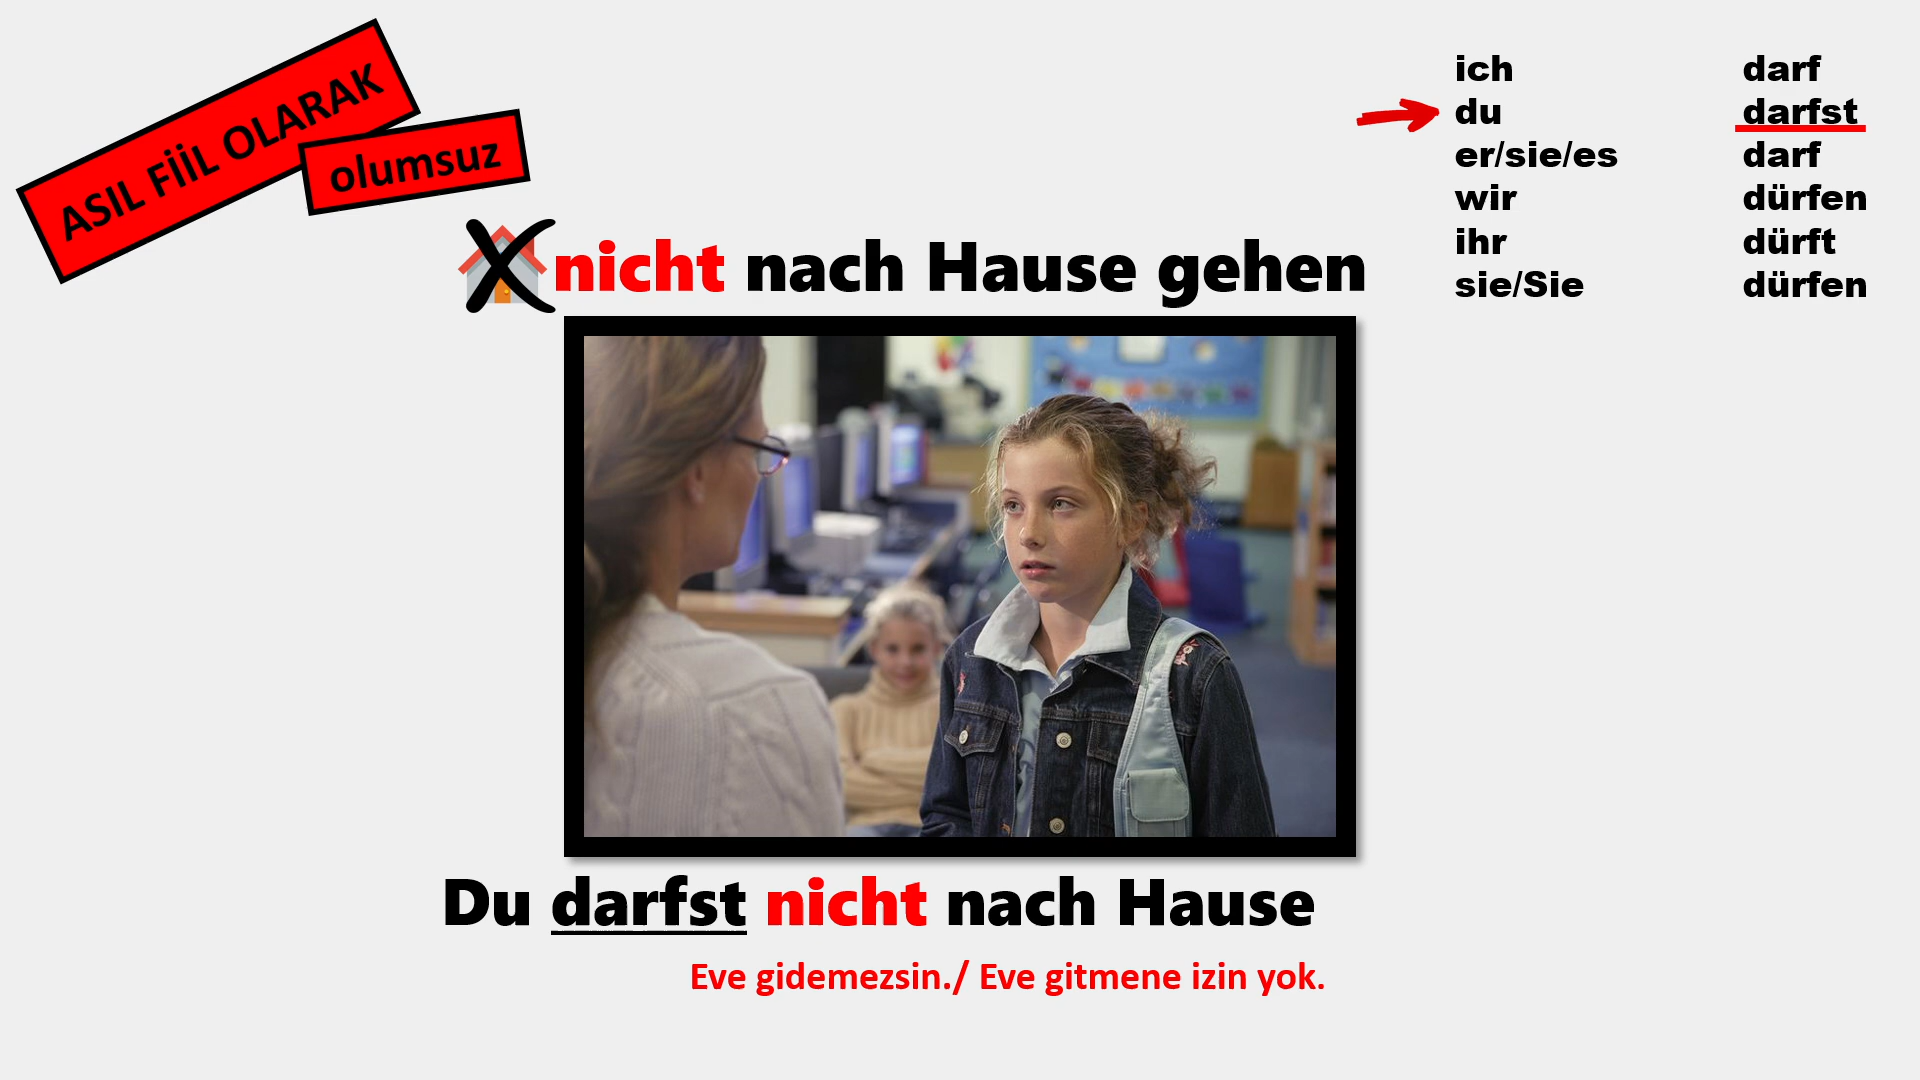 ASIL FİİL OLARAK
olumsuz
nicht nach Hause gehen
ich darf
du darfst
er/sie/es darf
wir dürfen
ihr dürft
sie/Sie dürfen
Du darfst nicht nach Hause
Eve gidemezsin./ Eve gitmene izin yok.